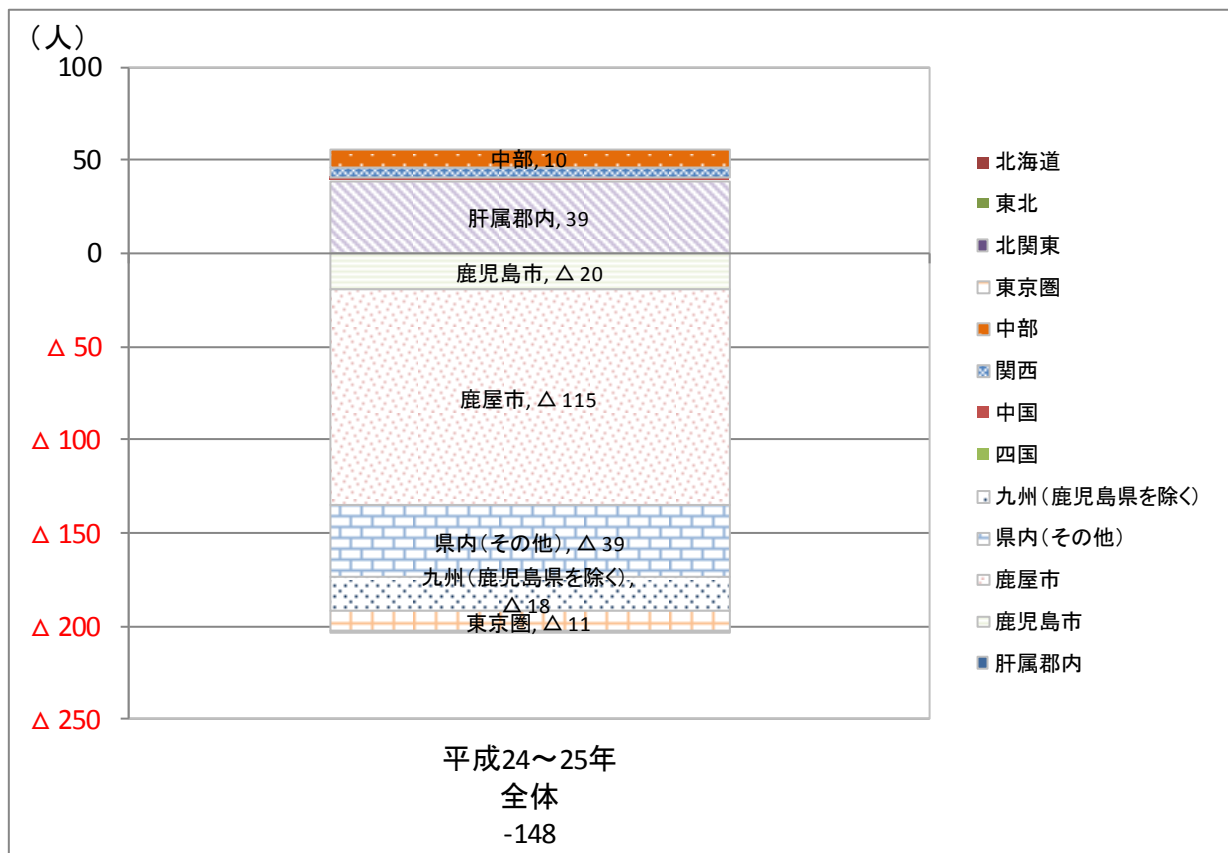 (人)
100
50
0
△ 50
△ 100
△ 150
△ 200
△ 250
中部, 10
肝属郡内, 39
鹿児島市, △ 20
鹿屋市, △ 115
県内(その他), △ 39
九州(鹿児島県を除く),
△ 18
東京圏, △ 11
平成24～25年
全体
-148
北海道
東北
北関東
東京圏
中部
関西
中国
四国
九州(鹿児島県を除く)
県内(その他)
鹿屋市
鹿児島市
肝属郡内